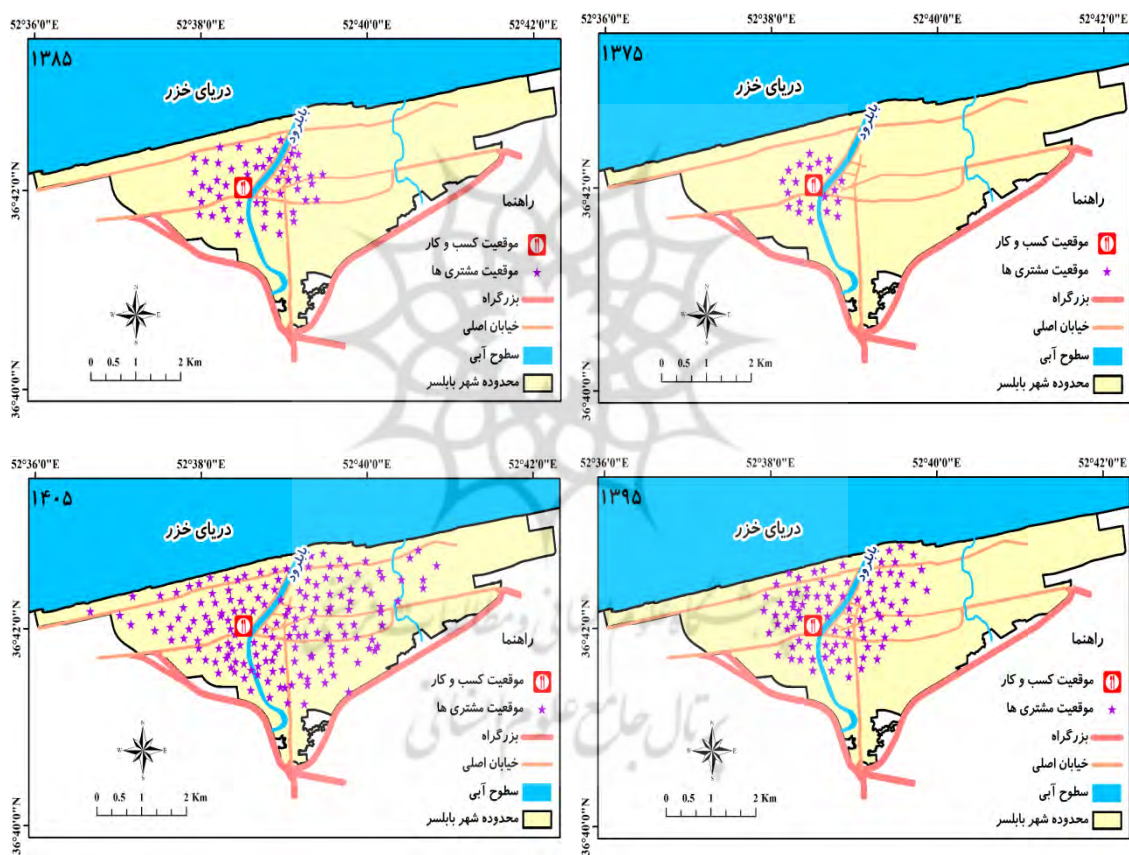 52°36'0"E 52°38'0"E 52°40'0"E 52°42'0"E
۱۳۸۵
دریای خزر
بابلرود
36°42'0"N
36°40'0"N
راهنما
موقعیت کسب و کار
موقعیت مشتری ها
بزرگراه
خیابان اصلی
سطوح آبی
محدوده شهر بابلسر
N
W E
S
0 0.5 1 2 Km
52°36'0"E 52°38'0"E 52°40'0"E 52°42'0"E
۱۳۷۵
دریای خزر
بابلرود
36°42'0"N
36°40'0"N
راهنما
موقعیت کسب و کار
موقعیت مشتری ها
بزرگراه
خیابان اصلی
سطوح آبی
محدوده شهر بابلسر
N
W E
S
0 0.5 1 2 Km
52°36'0"E 52°38'0"E 52°40'0"E 52°42'0"E
۱۴۰۵
دریای خزر
بابلرود
36°42'0"N
36°40'0"N
راهنما
موقعیت کسب و کار
موقعیت مشتری ها
بزرگراه
خیابان اصلی
سطوح آبی
محدوده شهر بابلسر
N
W E
S
0 0.5 1 2 Km
52°36'0"E 52°38'0"E 52°40'0"E 52°42'0"E
۱۳۹۵
دریای خزر
بابلرود
36°42'0"N
36°40'0"N
راهنما
موقعیت کسب و کار
موقعیت مشتری ها
بزرگراه
خیابان اصلی
سطوح آبی
محدوده شهر بابلسر
N
W E
S
0 0.5 1 2 Km
پرتال جامع علوم انسانی